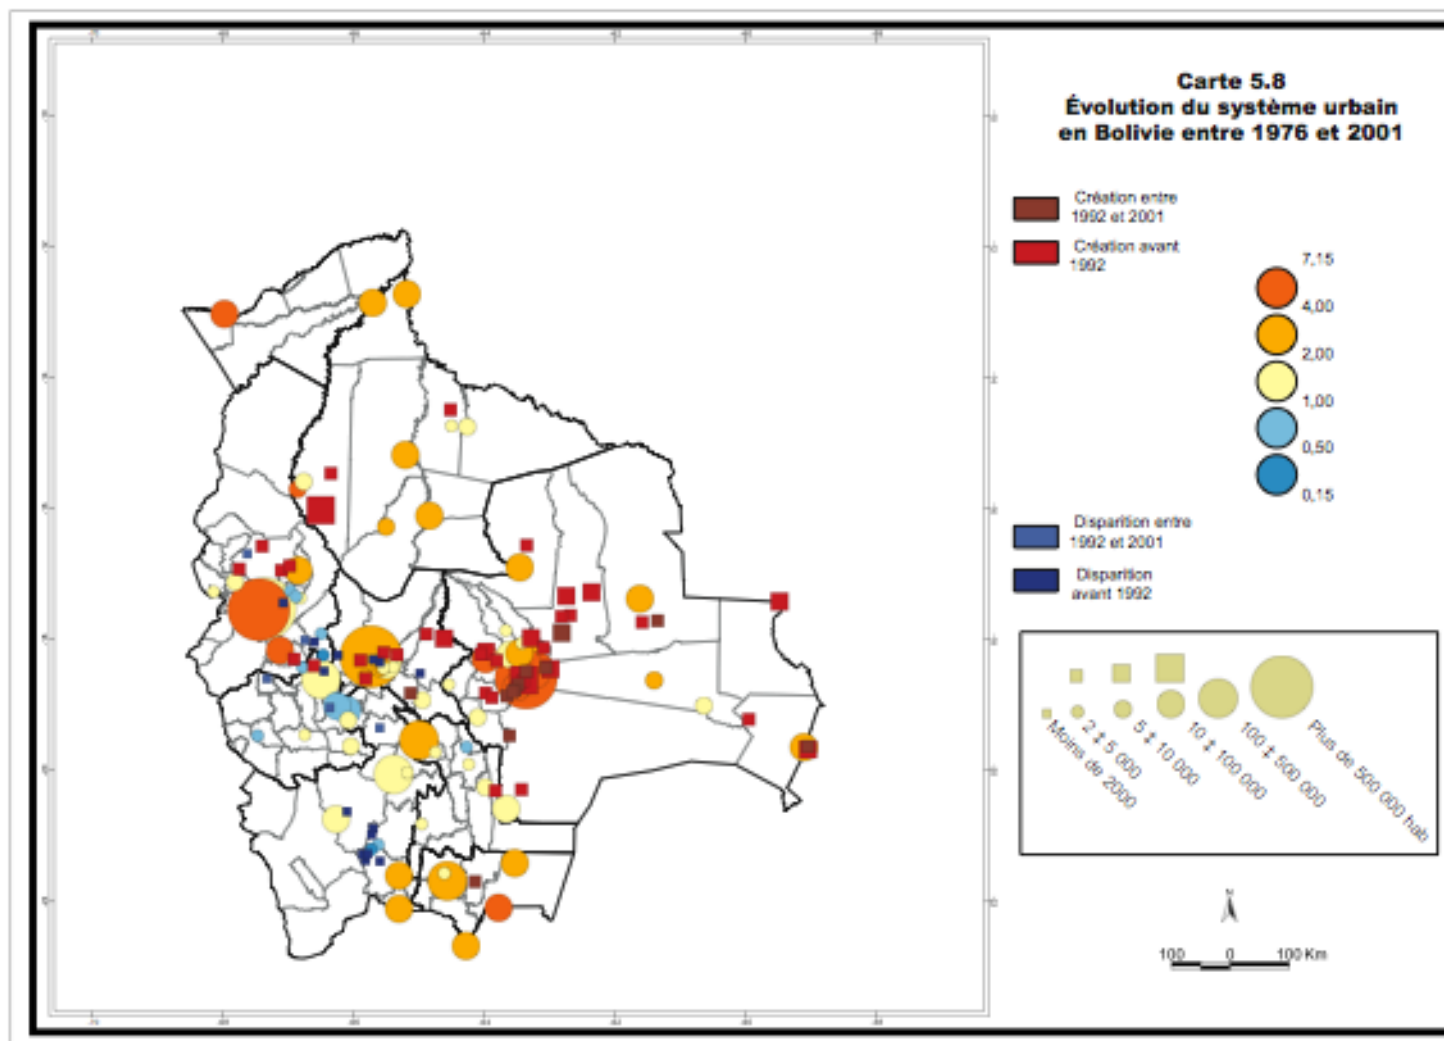 Carte 5.8
Évolution du système urbain
en Bolivie entre 1976 et 2001
Création entre
1992 et 2001
Création avant
1992
7,15
4,00
2,00
1,00
0,50
0,15
Disparition entre
1992 et 2001
Disparition
avant 1992
Moins de 2000
2 ‡ 5 000
5 ‡ 10 000
10 ‡ 100 000
100 ‡ 500 000
Plus de 500 000 hab
N
100 0 100 Km